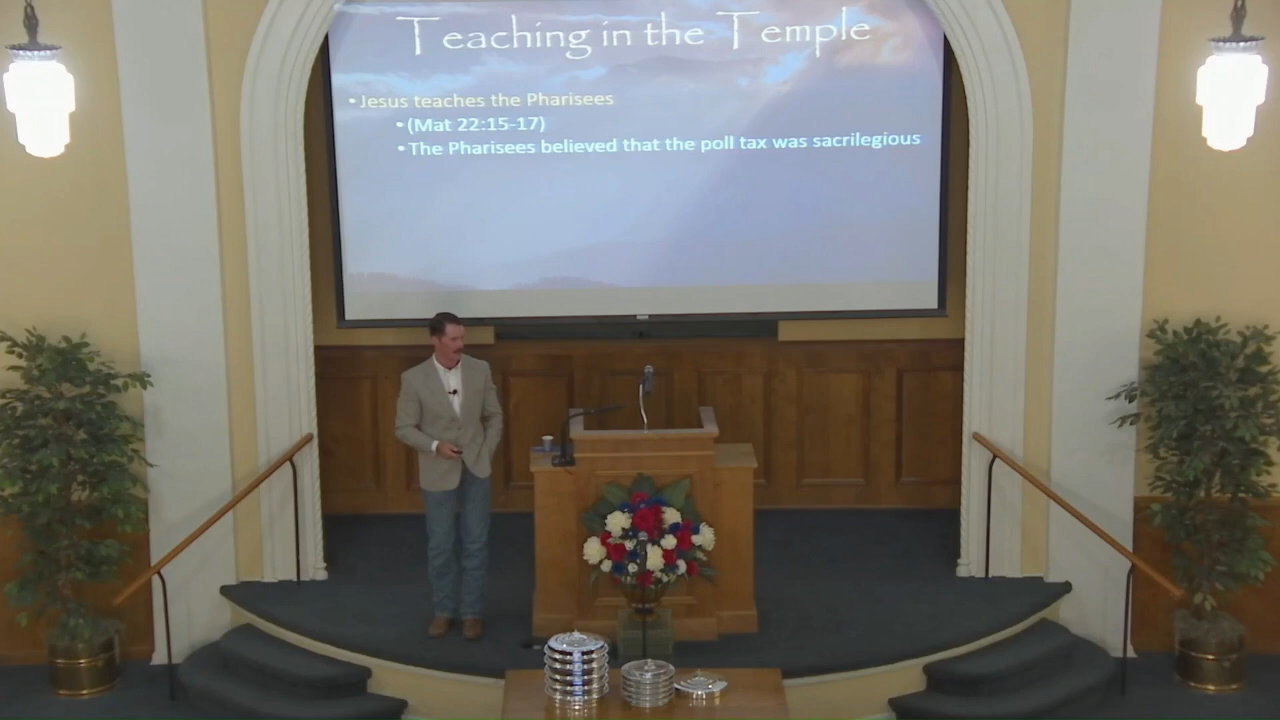 Teaching in the Temple
• Jesus teaches the Pharisees
• (Mat 22:15-17)
• The Pharisees believed that the poll tax was sacrilegious